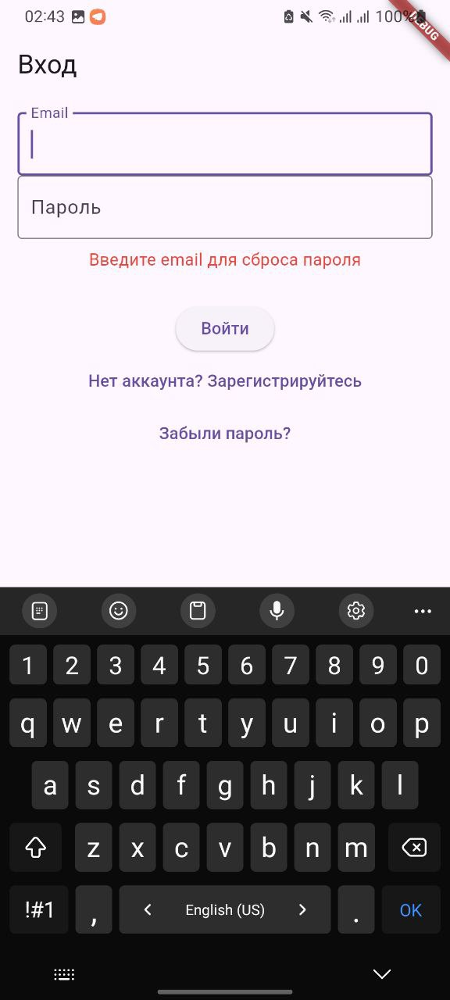 02:43 100%
DEBUG
Вход
Email
Пароль
Введите email для сброса пароля
Войти
Нет аккаунта? Зарегистрируйтесь
Забыли пароль?
1 2 3 4 5 6 7 8 9 0
q w e r t y u i o p
a s d f g h j k l
z x c v b n m
!#1 , < English (US) > . OK